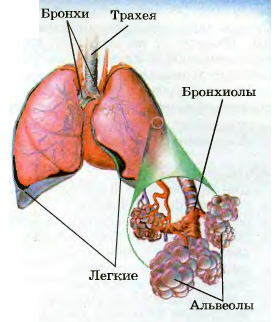 Бронхи
Трахея
Бронхиолы
Легкие
Альвеолы